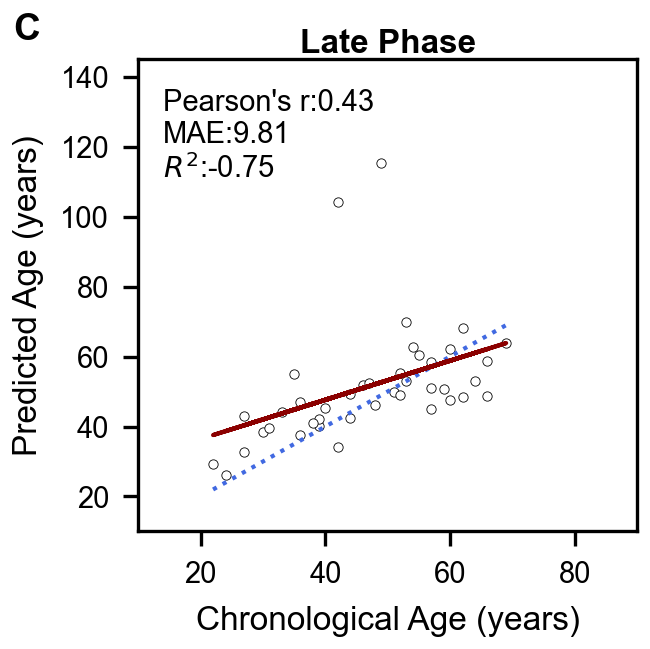 C
Late Phase
Pearson's r:0.43
MAE:9.81
R²:-0.75
Predicted Age (years)
140
120
100
80
60
40
20
20 40 60 80
Chronological Age (years)